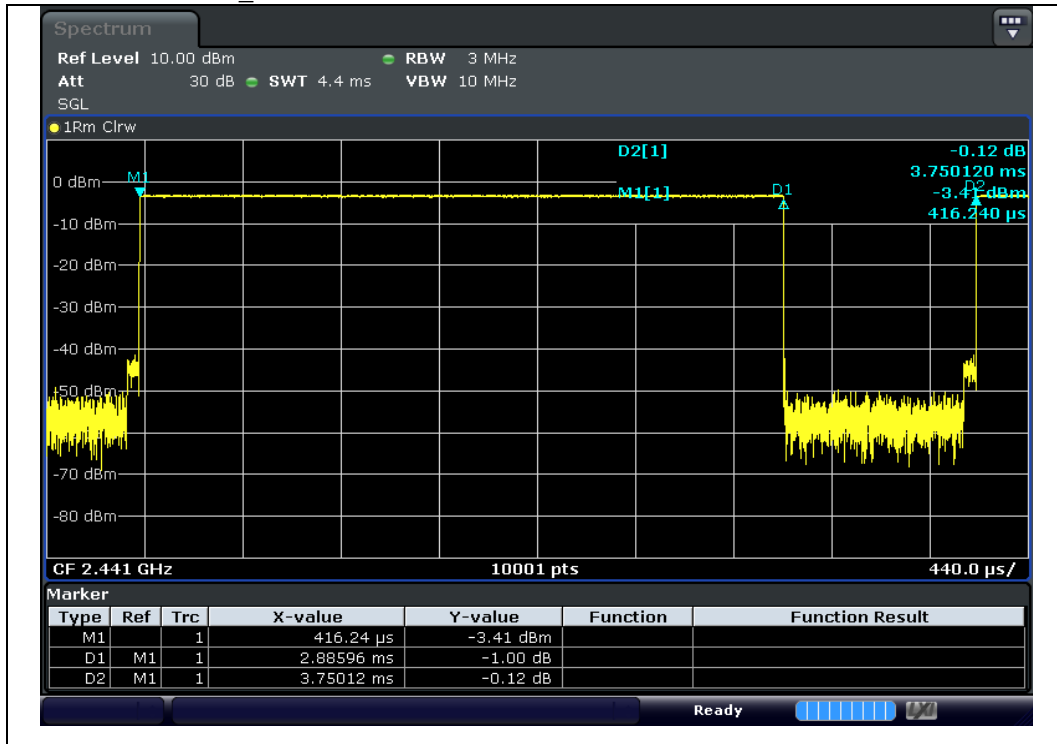 Spectrum
Ref Level 10.00 dBm RBW 3 MHz
Att 30 dB SWT 4.4 ms VBW 10 MHz
SGL
1Rm Clrw
D2[1] -0.12 dB
3.750120 ms
M1[1] -3.41 dBm
416.240 µs
M1
D1
D2
0 dBm
-10 dBm
-20 dBm
-30 dBm
-40 dBm
-50 dBm
-70 dBm
-80 dBm
CF 2.441 GHz 10001 pts 440.0 µs/
Marker
Type Ref Trc X-value Y-value Function Function Result
M1 1 416.24 µs -3.41 dBm
D1 M1 1 2.88596 ms -1.00 dB
D2 M1 1 3.75012 ms -0.12 dB
Ready LXI